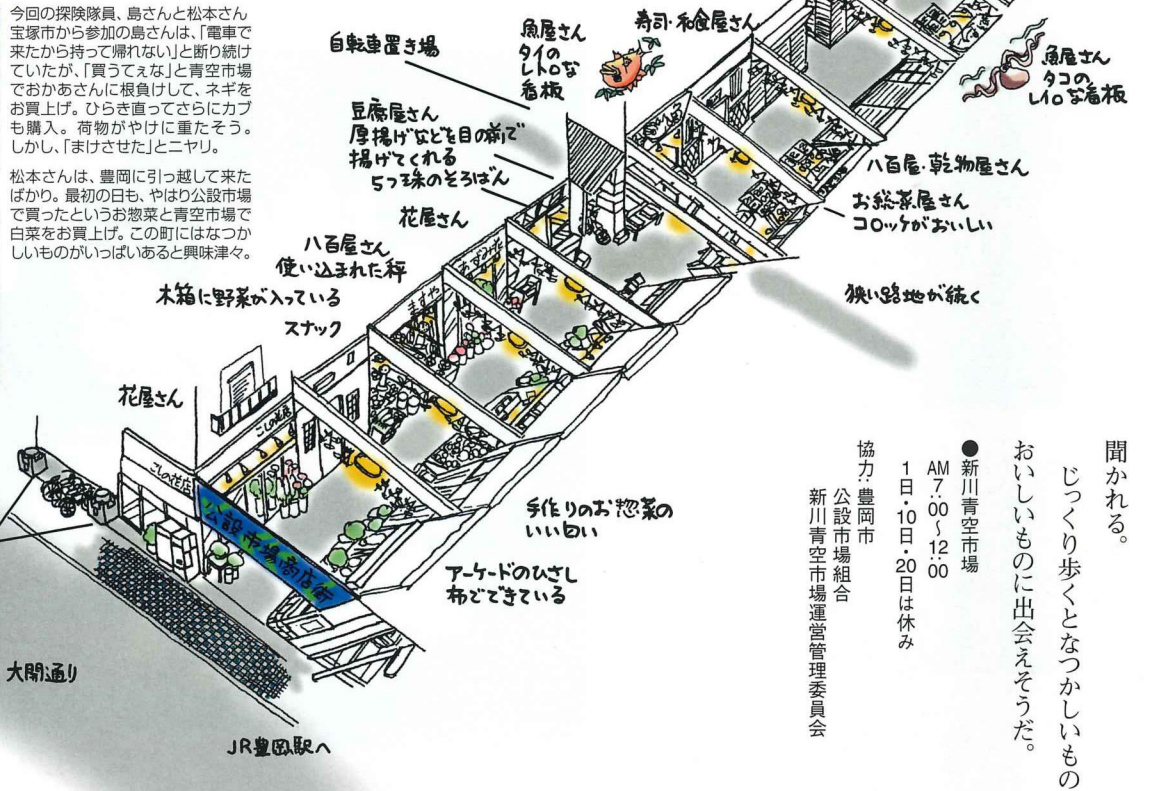 今回の探険隊員、島さんと松本さん
宝塚市から参加の島さんは、「電車で
来たから持って帰れない」と断り続け
ていたが、「買うてぇな」と青空市場
でおかあさんに根負けして、ネギを
お買上げ。ひらき直ってさらにカブ
も購入。荷物がやけに重たそう。
しかし、「まけさせた」とニヤリ。
松本さんは、豊岡に引っ越して来た
ばかり。最初の日も、やはり公設市場
で買ったというお惣菜と青空市場で
白菜をお買上げ。この町にはなつか
しいものがいっぱいあると興味津々。
自転車置き場
魚屋さん
タイの
レトロな
看板
寿司・和食屋さん
魚屋さん
タコの
レトロな看板
豆腐屋さん
厚揚げなどを目の前で
揚げてくれる
5つ珠のそろばん
八百屋・乾物屋さん
お総菜屋さん
コロッケがおいしい
花屋さん
八百屋さん
使い込まれた秤
木箱に野菜が入っている
スナック
狭い路地が続く
花屋さん
あずみ花
ますや
こしの花店
こしの花店
公設市場商店街
手作りのお惣菜の
いい匂い
アーケードのひさし
布でできている
大開通り
JR豊岡駅へ
聞かれる。
じっくり歩くとなつかしいもの
おいしいものに出会えそうだ。
●新川青空市場
AM7:00〜12:00
1日・10日・20日は休み
協力:豊岡市
公設市場組合
新川青空市場運営管理委員会